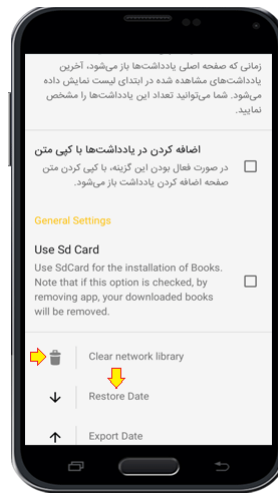 زمانی که صفحه اصلی یادداشت‌ها باز می‌شود، آخرین
یادداشت‌های مشاهده شده در ابتدای لیست نمایش داده
می‌شود. شما می‌توانید تعداد این یادداشت‌ها را مشخص
نمایید.
اضافه کردن در یادداشت‌ها با کپی متن
در صورت فعال بودن این گزینه، با کپی کردن متن
صفحه اضافه کردن یادداشت باز می‌شود.
General Settings
Use Sd Card
Use SdCard for the installation of Books.
Note that if this option is checked, by
removing app, your downloaded books
will be removed.
Clear network library
Restore Date
Export Date